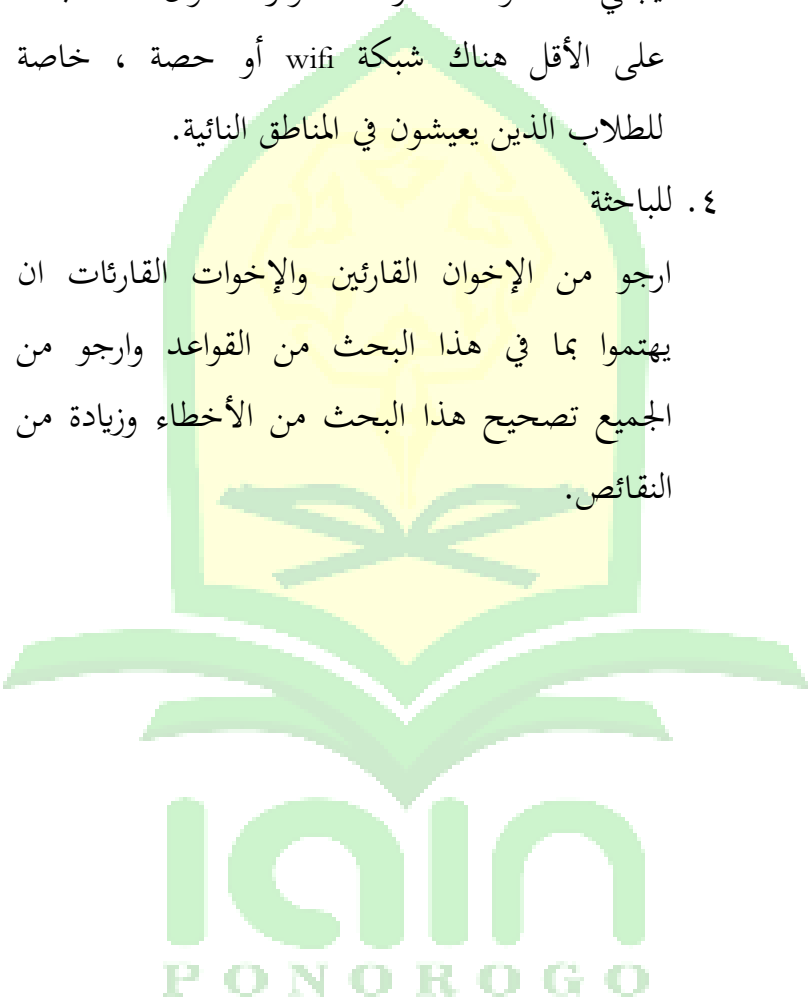 على الأقل هناك شبكة wifi أو حصة ، خاصة
للطلاب الذين يعيشون في المناطق النائية.
٤. للباحثة
ارجو من الإخوان القارئين والإخوات القارئات ان
يهتموا بما في هذا البحث من القواعد وارجو من
الجميع تصحيح هذا البحث من الأخطاء وزيادة من
النقائص.
iain
PONOROGO